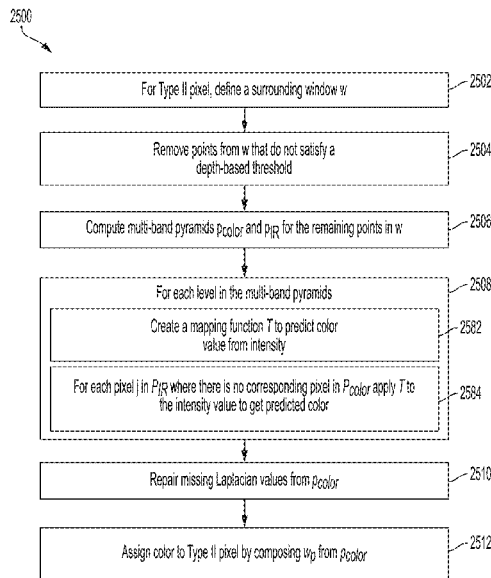 2500
For Type II pixel, define a surrounding window w
2502
Remove points from w that do not satisfy a
depth-based threshold
2504
Compute multi-band pyramids pcolor and pIR for the remaining points in w
2506
For each level in the multi-band pyramids
2508
Create a mapping function T to predict color
value from intensity
2582
For each pixel j in PIR where there is no corresponding pixel in Pcolor apply T to
the intensity value to get predicted color
2584
Repair missing Laplacian values from pcolor
2510
Assign color to Type II pixel by composing wp from pcolor
2512